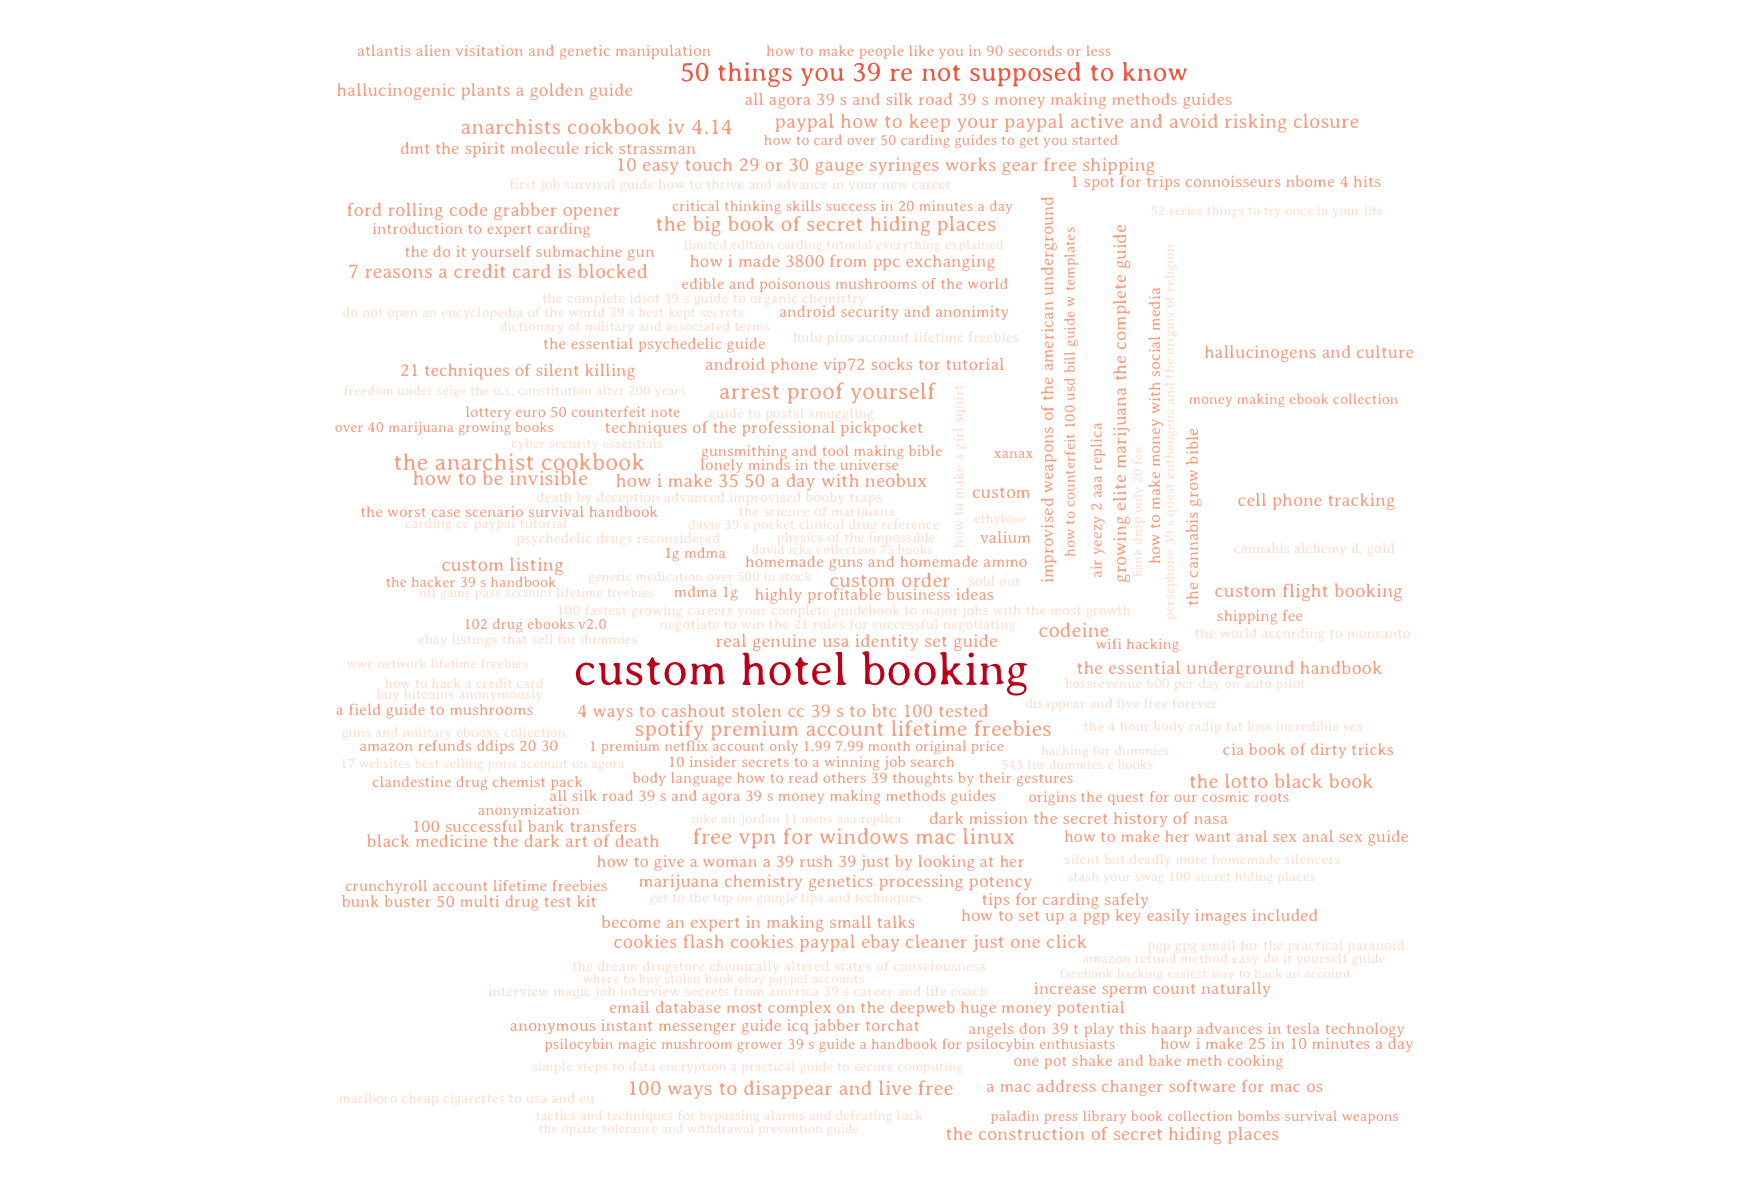 atlantis alien visitation and genetic manipulation
how to make people like you in 90 seconds or less
50 things you 39 re not supposed to know
hallucinogenic plants a golden guide
all agora 39 s and silk road 39 s money making methods guides
anarchists cookbook iv 4.14
paypal how to keep your paypal active and avoid risking closure
how to card over 50 carding guides to get you started
dmt the spirit molecule rick strassman
10 easy touch 29 or 30 gauge syringes works gear free shipping
first job survival guide how to thrive and advance in your new career
1 spot for trips connoisseurs nbome 4 hits
ford rolling code grabber opener
critical thinking skills success in 20 minutes a day
52 series things to try once in your life
introduction to expert carding
the big book of secret hiding places
the do it yourself submachine gun
limited edition carding tutorial everything explained
7 reasons a credit card is blocked
how i made 3800 from ppc exchanging
edible and poisonous mushrooms of the world
the complete idiot 39 s guide to organic chemistry
do not open an encyclopedia of the world 39 s best kept secrets
android security and anonimity
dictionary of military and associated terms
the essential psychedelic guide
hulu plus account lifetime freebies
21 techniques of silent killing
android phone vip72 socks tor tutorial
hallucinogens and culture
freedom under seige the u.s. constitution after 200 years
arrest proof yourself
money making ebook collection
lottery euro 50 counterfeit note
guide to postal smuggling
over 40 marijuana growing books
techniques of the professional pickpocket
cyber security essentials
gunsmithing and tool making bible
xanax
the anarchist cookbook
lonely minds in the universe
how to be invisible
how i make 35 50 a day with neobux
death by deception advanced improvised booby traps
custom
cell phone tracking
the worst case scenario survival handbook
the science of marijuana
carding cc paypal tutorial
davis 39 s pocket clinical drug reference
ethylone
psychedelic drugs reconsidered
physics of the impossible
valium
1g mdma
david icke collection 75 books
cannabis alchemy d. gold
custom listing
homemade guns and homemade ammo
the hacker 39 s handbook
generic medication over 500 in stock
custom order
sold out
nfl game pass account lifetime freebies
mdma 1g
highly profitable business ideas
custom flight booking
100 fastest growing careers your complete guidebook to major jobs with the most growth
shipping fee
102 drug ebooks v2.0
negotiate to win the 21 rules for successful negotiating
codeine
the world according to monsanto
ebay listings that sell for dummies
real genuine usa identity set guide
wifi hacking
how to make a girl squirt
improvised weapons of the american underground
how to counterfeit 100 usd bill guide w templates
air yeezy 2 aaa replica
growing elite marijuana the complete guide
bank drop only 20 fee
how to make money with social media
persephone 39 s quest entheogens and the origins of religion
the cannabis grow bible
wwe network lifetime freebies
custom hotel booking
the essential underground handbook
how to hack a credit card
bossrevenue 600 per day on auto pilot
buy bitcoins anonymously
disappear and live free forever
a field guide to mushrooms
4 ways to cashout stolen cc 39 s to btc 100 tested
guns and military ebooks collection
spotify premium account lifetime freebies
the 4 hour body radip fat loss incredible sex
amazon refunds ddips 20 30
1 premium netflix account only 1.99 7.99 month original price
hacking for dummies
cia book of dirty tricks
17 websites best selling porn account on agora
10 insider secrets to a winning job search
543 for dummies e books
clandestine drug chemist pack
body language how to read others 39 thoughts by their gestures
the lotto black book
all silk road 39 s and agora 39 s money making methods guides
origins the quest for our cosmic roots
anonymization
nike air jordan 11 mens aaa replica
dark mission the secret history of nasa
100 successful bank transfers
black medicine the dark art of death
free vpn for windows mac linux
how to make her want anal sex anal sex guide
how to give a woman a 39 rush 39 just by looking at her
silent but deadly more homemade silencers
crunchyroll account lifetime freebies
marijuana chemistry genetics processing potency
stash your swag 100 secret hiding places
bunk buster 50 multi drug test kit
get to the top on google tips and techniques
tips for carding safely
become an expert in making small talks
how to set up a pgp key easily images included
cookies flash cookies paypal ebay cleaner just one click
pgp gpg email for the practical paranoid
amazon refund method easy do it yourself guide
the dream drugstore chemically altered states of consciousness
facebook hacking easiest way to hack an account
where to buy stolen bank ebay paypal accounts
interview magic job interview secrets from america 39 s career and life coach
increase sperm count naturally
email database most complex on the deepweb huge money potential
anonymous instant messenger guide icq jabber torchat
angels don 39 t play this haarp advances in tesla technology
psilocybin magic mushroom grower 39 s guide a handbook for psilocybin enthusiasts
how i make 25 in 10 minutes a day
simple steps to data encryption a practical guide to secure computing
one pot shake and bake meth cooking
100 ways to disappear and live free
a mac address changer software for mac os
marlboro cheap cigarettes to usa and eu
tactics and techniques for bypassing alarms and defeating lock
paladin press library book collection bombs survival weapons
the opiate tolerance and withdrawal prevention guide
the construction of secret hiding places